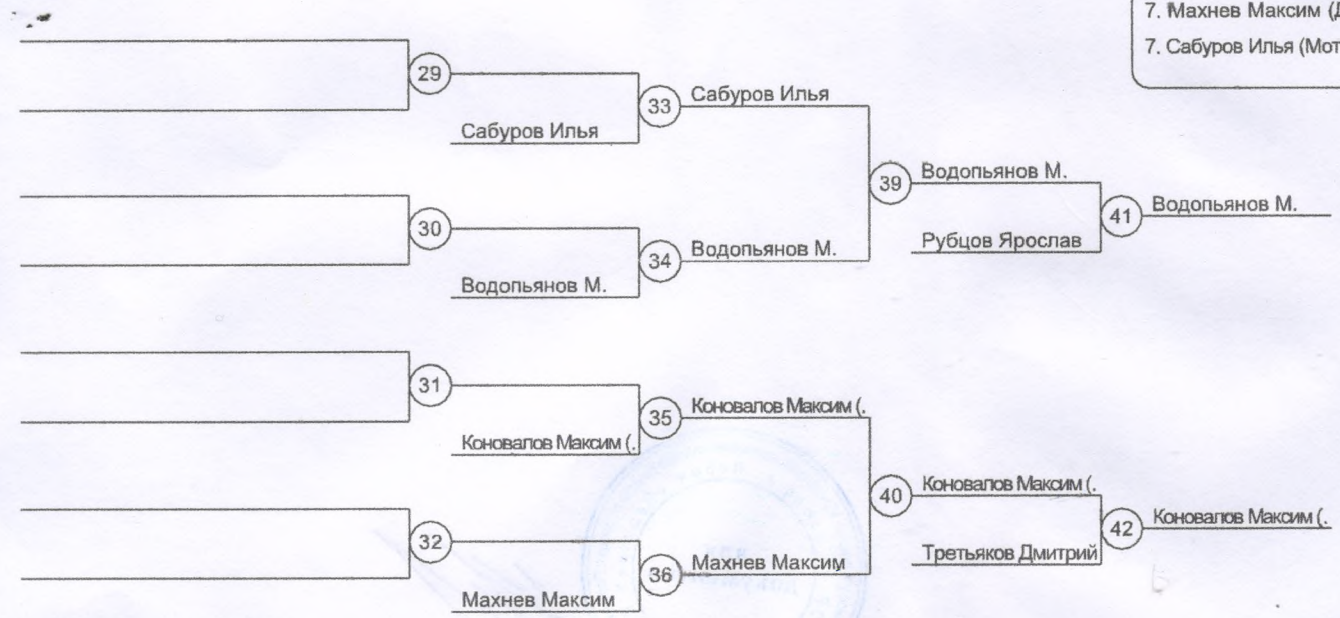 7. Махнев Максим (Д
7. Сабуров Илья (Мот
29
33
Сабуров Илья
Сабуров Илья
39
Водопьянов М.
30
41
Водопьянов М.
Рубцов Ярослав
34
Водопьянов М.
Водопьянов М.
31
35
Коновалов Максим (.
Коновалов Максим (.
40
Коновалов Максим (.
32
42
Коновалов Максим (.
Третьяков Дмитрий
36
Махнев Максим
Махнев Максим